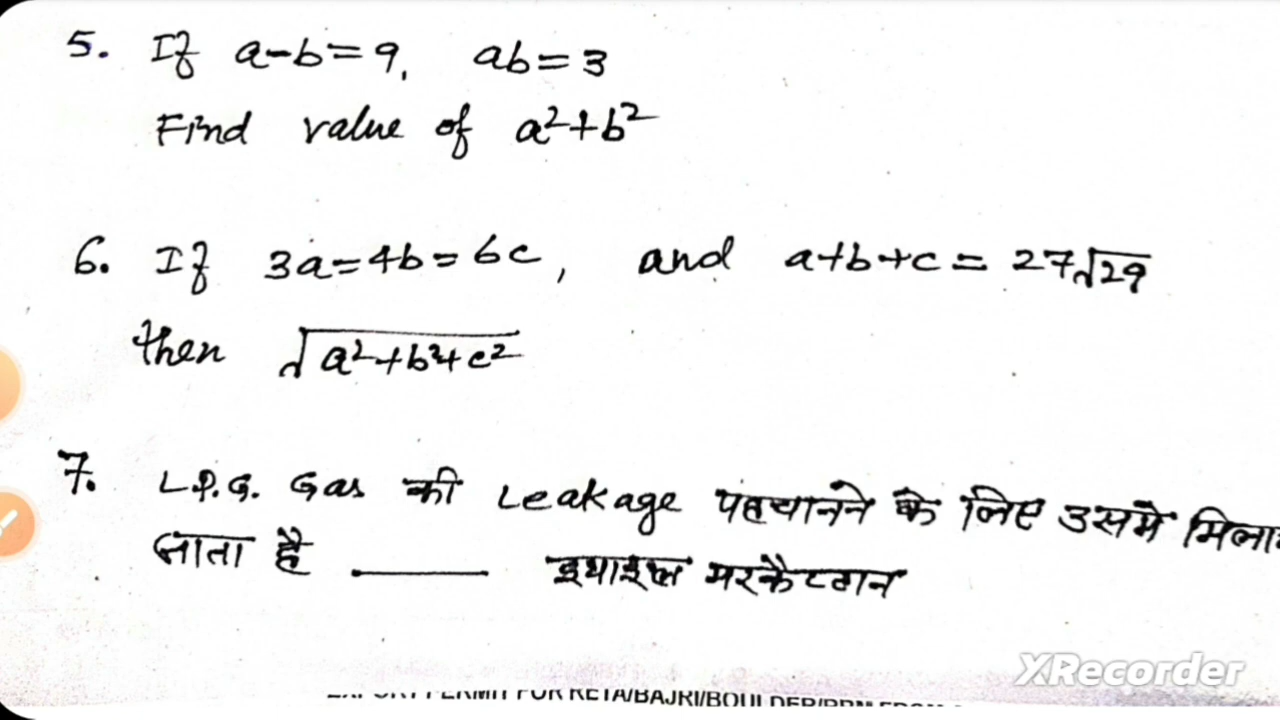 5. If a-b=9, ab=3
Find value of a²+b²
6. If 3a=4b=6c, and a+b+c = 27√29
then √a²+b²+c²
7. L.P.G. Gas की Leakage पहचानने के लिए उसमें मिला
जाता है ______ इथाइल मरकैप्टान
XRecorder